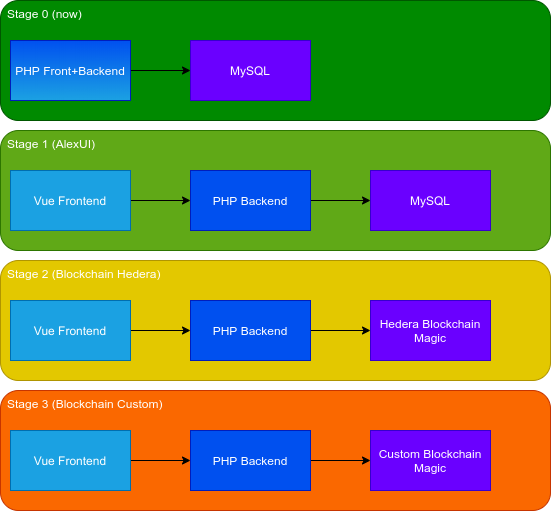 Stage 0 (now)
PHP Front+Backend
MySQL
Stage 1 (AlexUI)
Vue Frontend
PHP Backend
MySQL
Stage 2 (Blockchain Hedera)
Vue Frontend
PHP Backend
Hedera Blockchain
Magic
Stage 3 (Blockchain Custom)
Vue Frontend
PHP Backend
Custom Blockchain
Magic